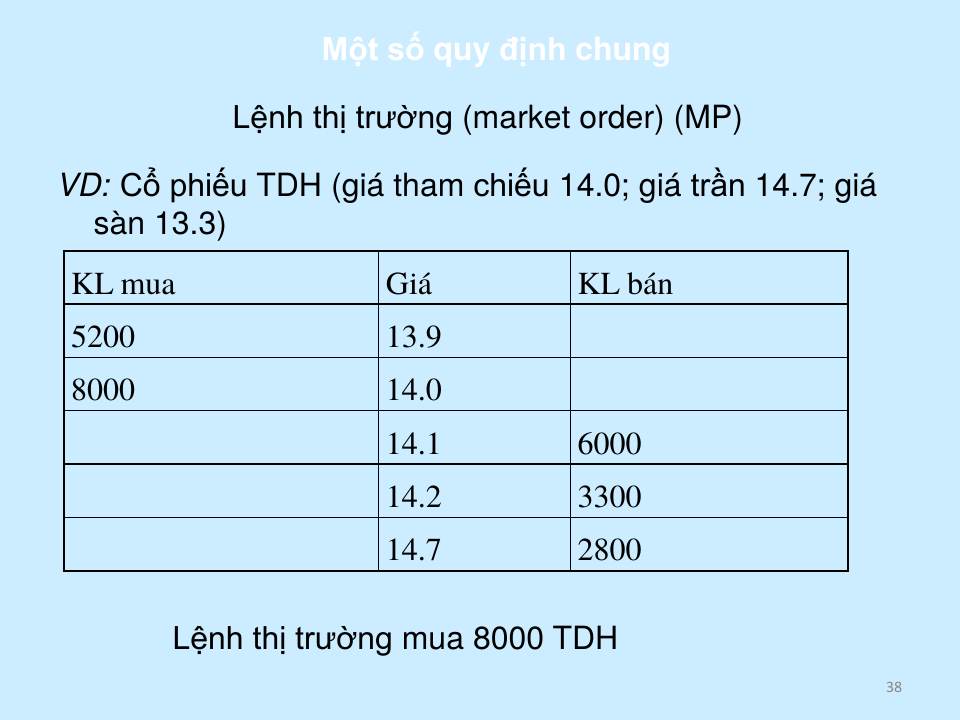 Một số quy định chung
Lệnh thị trường (market order) (MP)
VD: Cổ phiếu TDH (giá tham chiếu 14.0; giá trần 14.7; giá
sàn 13.3)
KL mua Giá KL bán
5200 13.9
8000 14.0
14.1 6000
14.2 3300
14.7 2800
Lệnh thị trường mua 8000 TDH
38